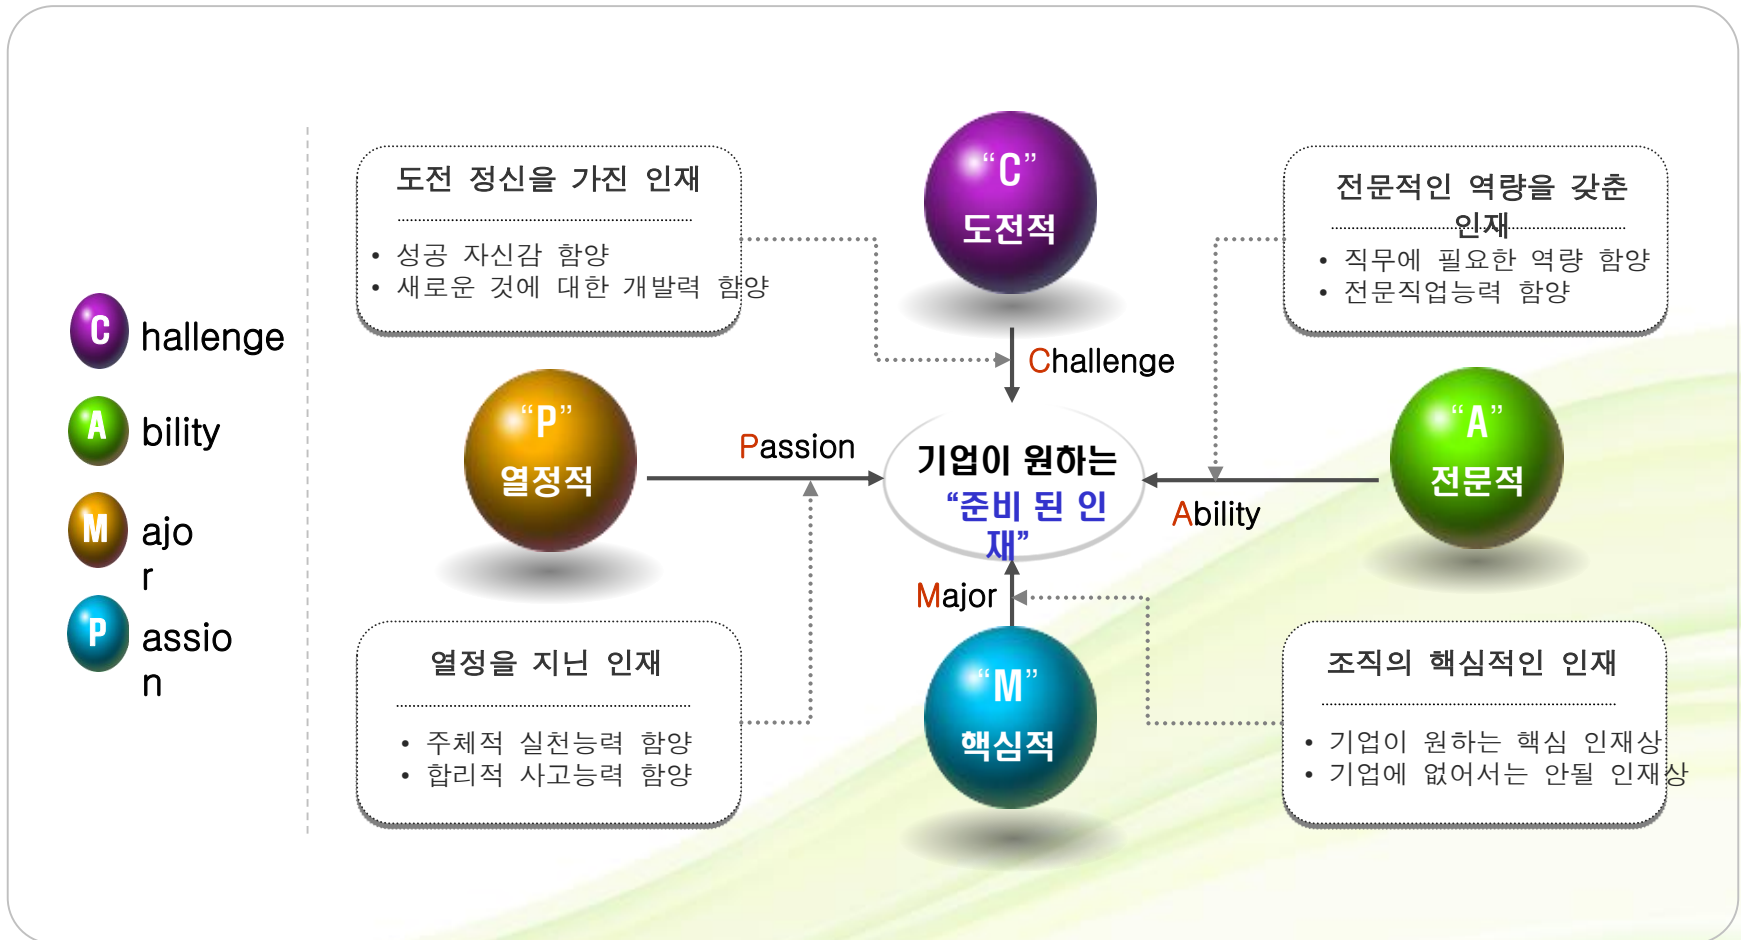 C hallenge
A bility
M ajo
r
P assio
n
도전 정신을 가진 인재
• 성공 자신감 함양
• 새로운 것에 대한 개발력 함양
“C”
도전적
전문적인 역량을 갖춘
인재
• 직무에 필요한 역량 함양
• 전문직업능력 함양
Challenge
“P”
열정적
Passion
기업이 원하는
“준비 된 인
재”
“A”
전문적
Ability
Major
열정을 지닌 인재
• 주체적 실천능력 함양
• 합리적 사고능력 함양
“M”
핵심적
조직의 핵심적인 인재
• 기업이 원하는 핵심 인재상
• 기업에 없어서는 안될 인재상